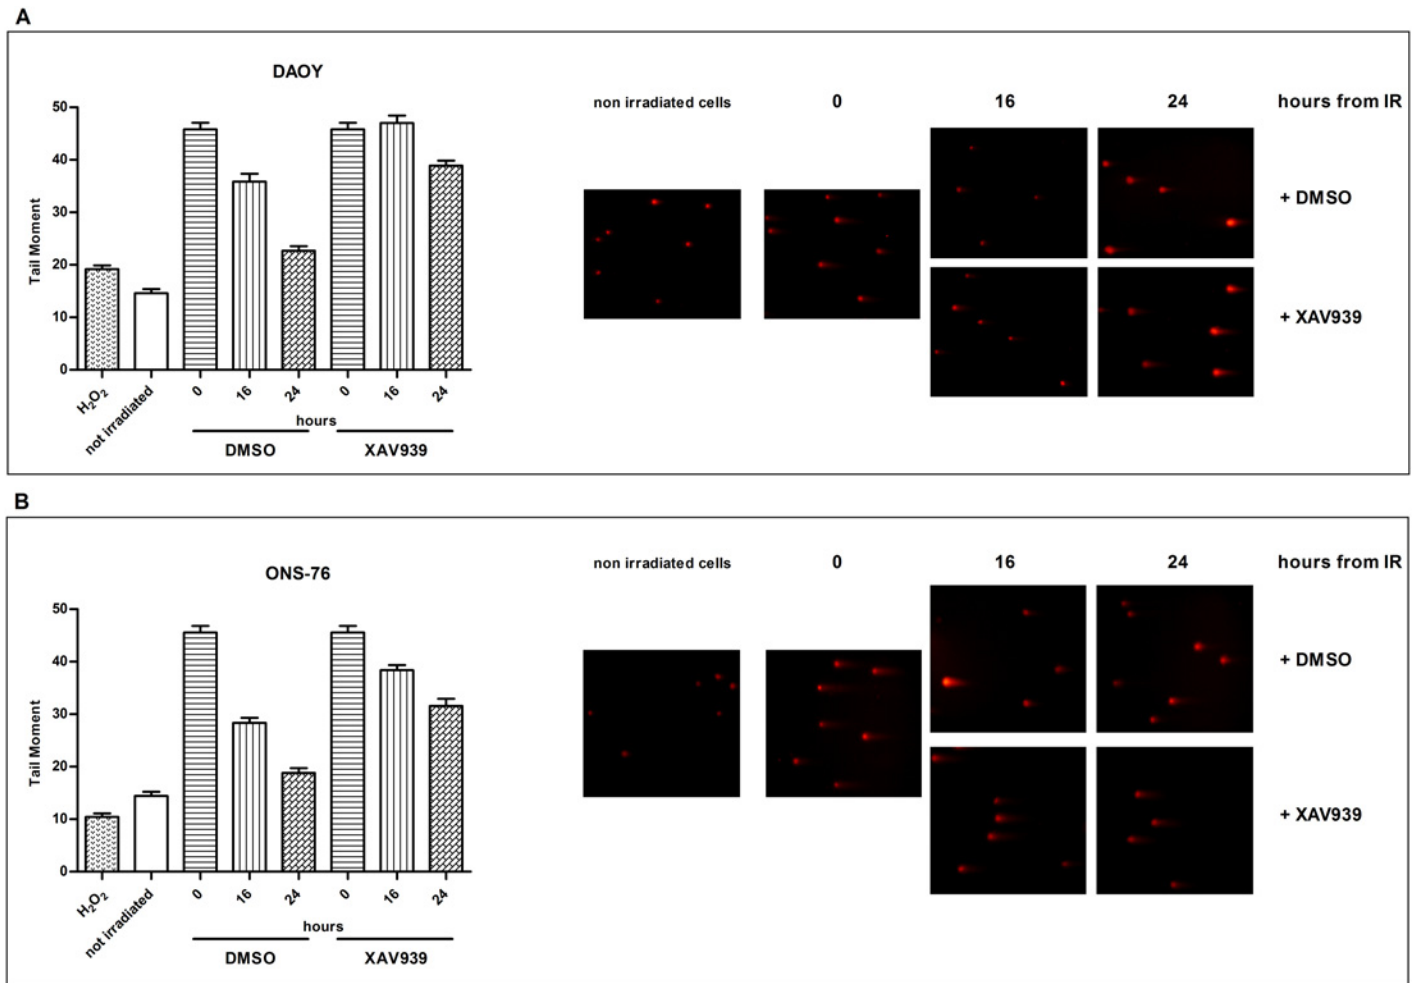 A
DAOY
50
40
30
20
10
0
Tail Moment
H₂O₂
not irradiated
0
16
24
0
16
24
hours
DMSO
XAV939
non irradiated cells
0
16
24
hours from IR
+ DMSO
+ XAV939
B
ONS-76
50
40
30
20
10
0
Tail Moment
H₂O₂
not irradiated
0
16
24
0
16
24
hours
DMSO
XAV939
non irradiated cells
0
16
24
hours from IR
+ DMSO
+ XAV939